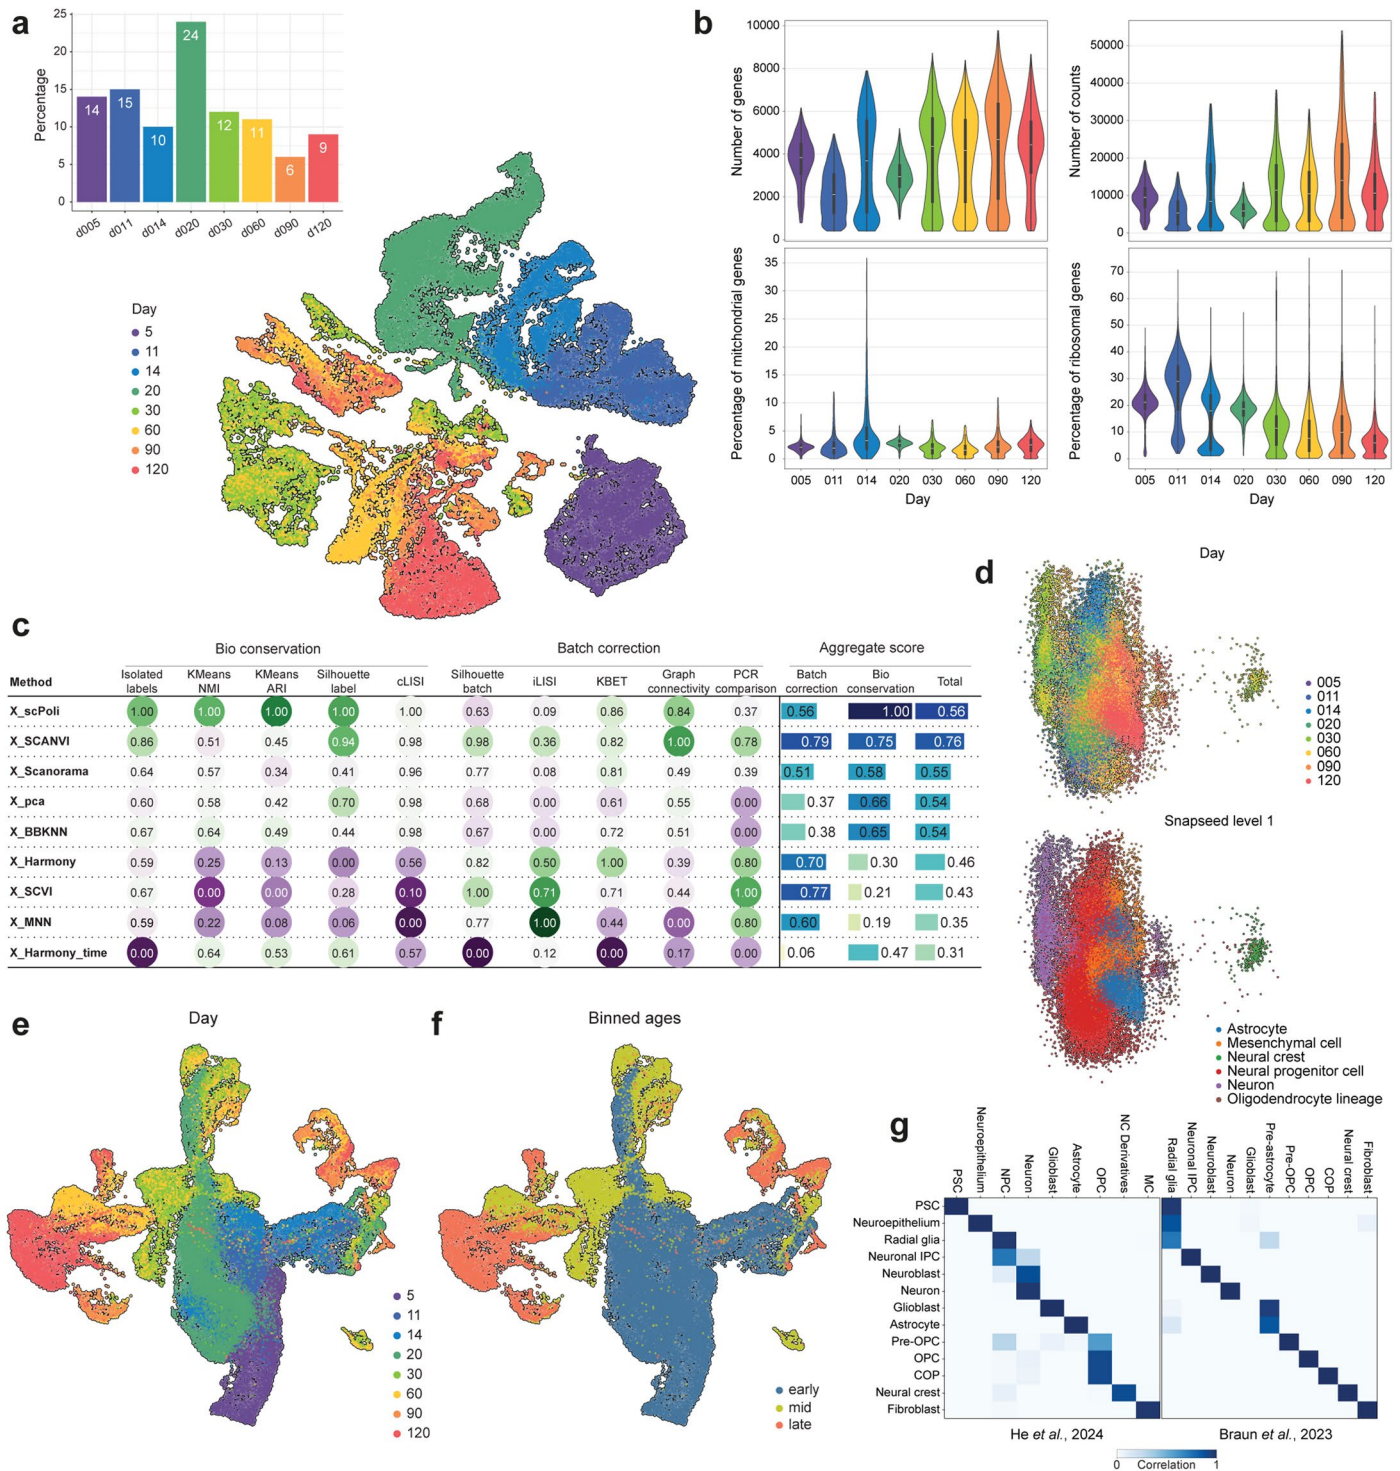 a
25
20
15
10
5
0
Percentage
14
15
10
24
12
11
6
9
d005
d011
d014
d020
d030
d060
d090
d120
Day
5
11
14
20
30
60
90
120
b
10000
8000
6000
4000
2000
0
Number of genes
50000
40000
30000
20000
10000
0
Number of counts
35
30
25
20
15
10
5
0
Percentage of mitchondrial genes
005 011 014 020 030 060 090 120
Day
70
60
50
40
30
20
10
0
Percentage of ribosomal genes
005 011 014 020 030 060 090 120
Day
c
Bio conservation Batch correction Aggregate score
Method Isolated labels KMeans NMI KMeans ARI Silhouette label cLISI Silhouette batch iLISI KBET Graph connectivity PCR comparison Batch correction Bio conservation Total
X_scPoli 1.00 1.00 1.00 1.00 1.00 0.63 0.09 0.86 0.84 0.37 0.56 1.00 0.56
X_SCANVI 0.86 0.51 0.45 0.94 0.98 0.98 0.36 0.82 1.00 0.78 0.79 0.75 0.76
X_Scanorama 0.64 0.57 0.34 0.41 0.96 0.77 0.08 0.81 0.49 0.39 0.51 0.58 0.55
X_pca 0.60 0.58 0.42 0.70 0.98 0.68 0.00 0.61 0.55 0.00 0.37 0.66 0.54
X_BBKNN 0.67 0.64 0.49 0.44 0.98 0.67 0.00 0.72 0.51 0.00 0.38 0.65 0.54
X_Harmony 0.59 0.25 0.13 0.00 0.56 0.82 0.50 1.00 0.39 0.80 0.70 0.30 0.46
X_SCVI 0.67 0.00 0.00 0.28 0.10 1.00 0.71 0.71 0.44 1.00 0.77 0.21 0.43
X_MNN 0.59 0.22 0.08 0.06 0.00 0.77 1.00 0.44 0.00 0.80 0.60 0.19 0.35
X_Harmony_time 0.00 0.64 0.53 0.61 0.57 0.00 0.12 0.00 0.17 0.00 0.06 0.47 0.31
d
Day
005
011
014
020
030
060
090
120
Snapseed level 1
Astrocyte
Mesenchymal cell
Neural crest
Neural progenitor cell
Neuron
Oligodendrocyte lineage
e
Day
5
11
14
20
30
60
90
120
f
Binned ages
early
mid
late
g
PSC
Neuroepithelium
NPC
Neuron
Glioblast
Astrocyte
OPC
NC Derivatives
MC
Radial glia
Neuronal IPC
Neuroblast
Neuron
Glioblast
Pre-astrocyte
Pre-OPC
OPC
COP
Neural crest
Fibroblast
PSC
Neuroepithelium
Radial glia
Neuronal IPC
Neuroblast
Neuron
Glioblast
Astrocyte
Pre-OPC
OPC
COP
Neural crest
Fibroblast
He et al., 2024
Braun et al., 2023
0 Correlation 1